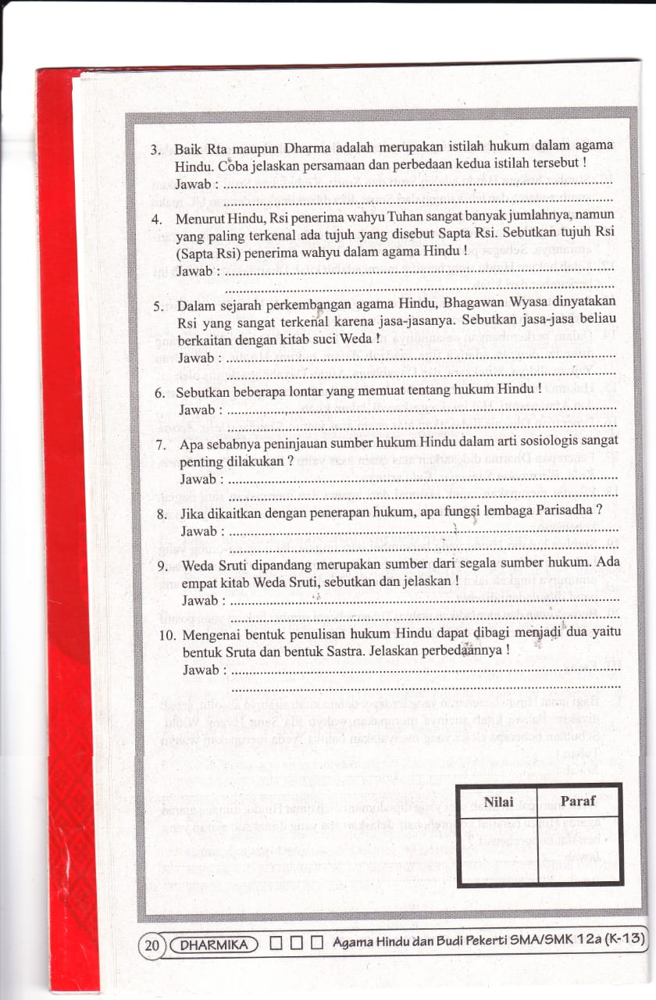 3. Baik Rta maupun Dharma adalah merupakan istilah hukum dalam agama
Hindu. Coba jelaskan persamaan dan perbedaan kedua istilah tersebut !
Jawab : ................................................................
................................................................
4. Menurut Hindu, Rsi penerima wahyu Tuhan sangat banyak jumlahnya, namun
yang paling terkenal ada tujuh yang disebut Sapta Rsi. Sebutkan tujuh Rsi
(Sapta Rsi) penerima wahyu dalam agama Hindu !
Jawab : ................................................................
................................................................
5. Dalam sejarah perkembangan agama Hindu, Bhagawan Wyasa dinyatakan
Rsi yang sangat terkenal karena jasa-jasanya. Sebutkan jasa-jasa beliau
berkaitan dengan kitab suci Weda !
Jawab : ................................................................
................................................................
6. Sebutkan beberapa lontar yang memuat tentang hukum Hindu !
Jawab : ................................................................
................................................................
7. Apa sebabnya peninjauan sumber hukum Hindu dalam arti sosiologis sangat
penting dilakukan ?
Jawab : ................................................................
................................................................
8. Jika dikaitkan dengan penerapan hukum, apa fungsi lembaga Parisadha ?
Jawab : ................................................................
................................................................
9. Weda Sruti dipandang merupakan sumber dari segala sumber hukum. Ada
empat kitab Weda Sruti, sebutkan dan jelaskan !
Jawab : ................................................................
................................................................
10. Mengenai bentuk penulisan hukum Hindu dapat dibagi menjadi dua yaitu
bentuk Sruta dan bentuk Sastra. Jelaskan perbedaannya !
Jawab : ................................................................
................................................................
Nilai Paraf
20 DHARMIKA Agama Hindu dan Budi Pekerti SMA/SMK 12a (K-13)